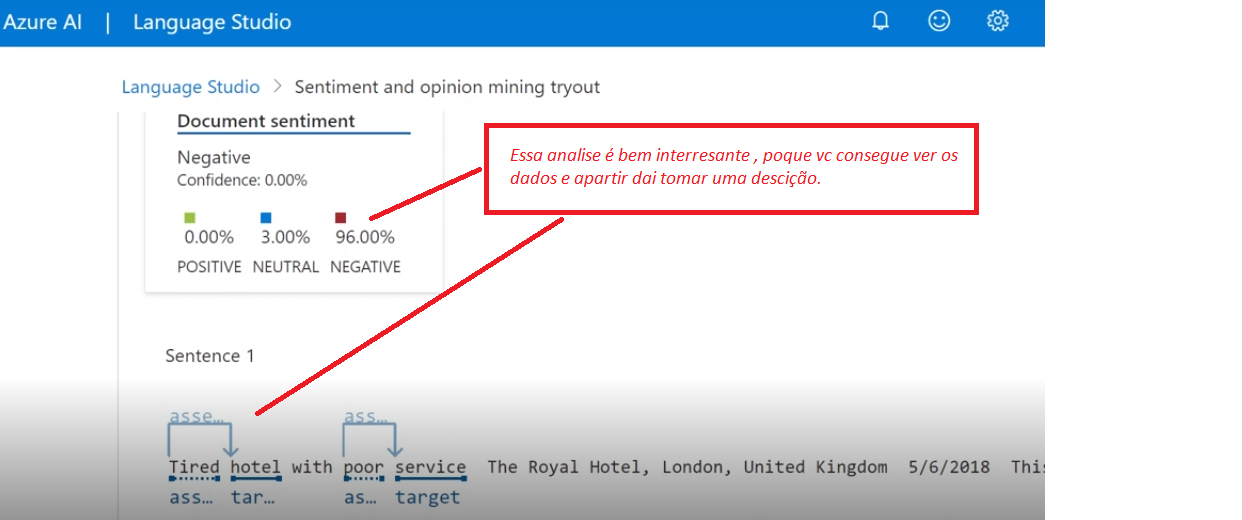 Azure AI | Language Studio
Language Studio > Sentiment and opinion mining tryout
Document sentiment
Negative
Confidence: 0.00%
0.00% 3.00% 96.00%
POSITIVE NEUTRAL NEGATIVE
Essa analise é bem interresante , poque vc consegue ver os
dados e apartir dai tomar uma descição.
Sentence 1
asse... ass...
Tired hotel with poor service The Royal Hotel, London, United Kingdom 5/6/2018 This
ass... tar... as... target